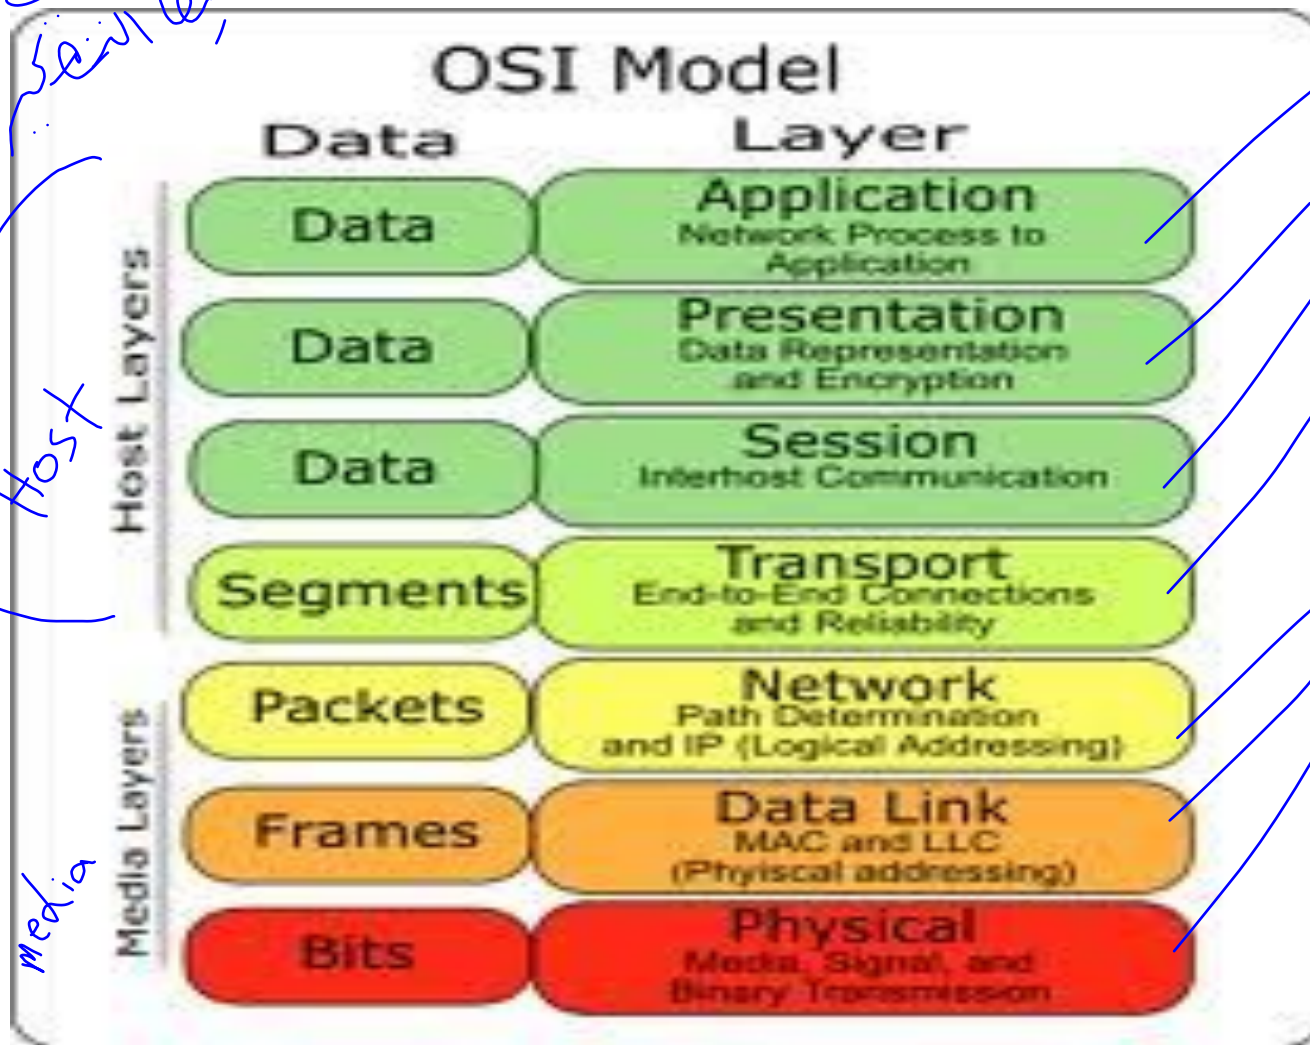 OSI Model
Data Layer
Host Layers
Host
Data
Application
Network Process to
Application
Data
Presentation
Data Representation
and Encryption
Data
Session
Interhost Communication
Segments
Transport
End-to-End Connections
and Reliability
Media Layers
media
Packets
Network
Path Determination
and IP (Logical Addressing)
Frames
Data Link
MAC and LLC
(Phyiscal addressing)
Bits
Physical
Media, Signal, and
Binary Transmission